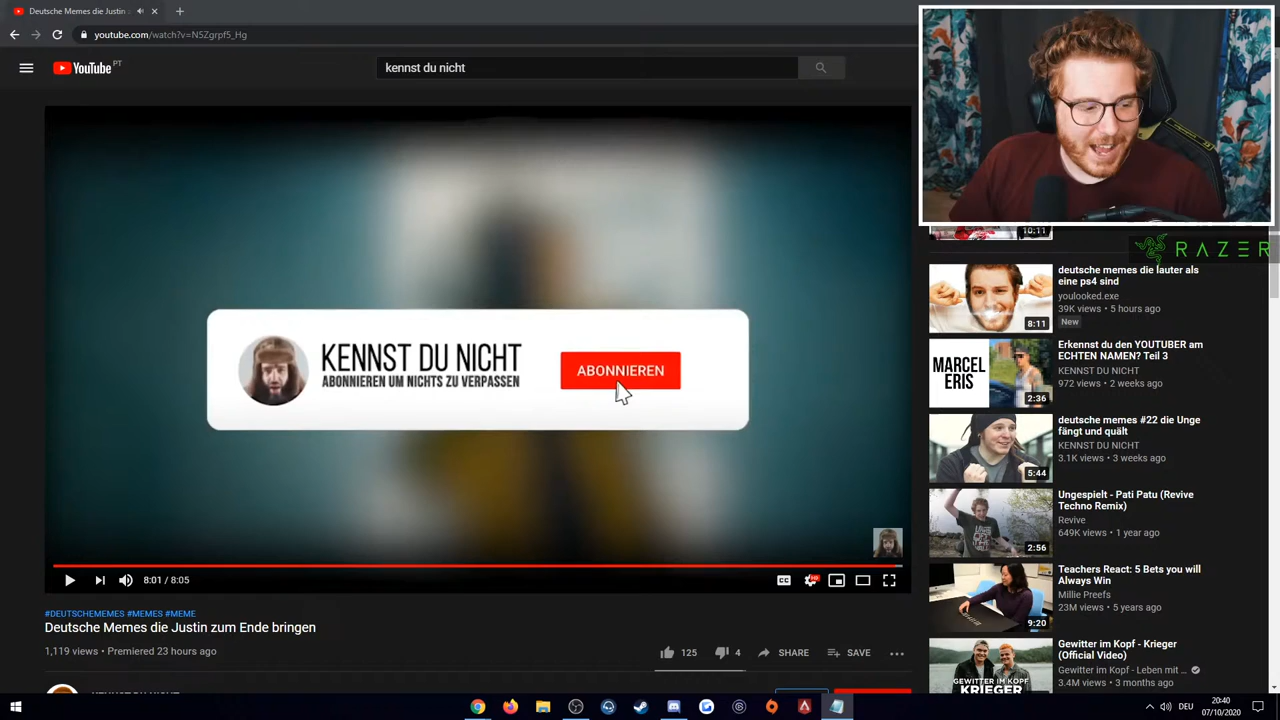 Deutsche Memes die Justin
youtube.com/watch?v=N5Zgrpf5_Hg
YouTube PT
kennst du nicht
KENNST DU NICHT
ABONNIEREN UM NICHTS ZU VERPASSEN
ABONNIEREN
8:01 / 8:05
CC
HD
#DEUTSCHEMEMES #MEMES #MEME
Deutsche Memes die Justin zum Ende bringen
1,119 views • Premiered 23 hours ago
125
4
SHARE
SAVE
KENNST DU NICHT
10:11
RAZER
deutsche memes die lauter als
eine ps4 sind
youlooked.exe
39K views • 5 hours ago
New
8:11
Erkennst du den YOUTUBER am
ECHTEN NAMEN? Teil 3
KENNST DU NICHT
972 views • 2 weeks ago
MARCEL
ERIS
2:36
deutsche memes #22 die Unge
fängt und quält
KENNST DU NICHT
3.1K views • 3 weeks ago
5:44
Ungespielt - Pati Patu (Revive
Techno Remix)
Revive
649K views • 1 year ago
2:56
Teachers React: 5 Bets you will
Always Win
Millie Preefs
23M views • 5 years ago
9:20
Gewitter im Kopf - Krieger
(Official Video)
Gewitter im Kopf - Leben mit ...
3.4M views • 3 months ago
GEWITTER IM KOPF
KRIEGER
DEU
20:40
07/10/2020